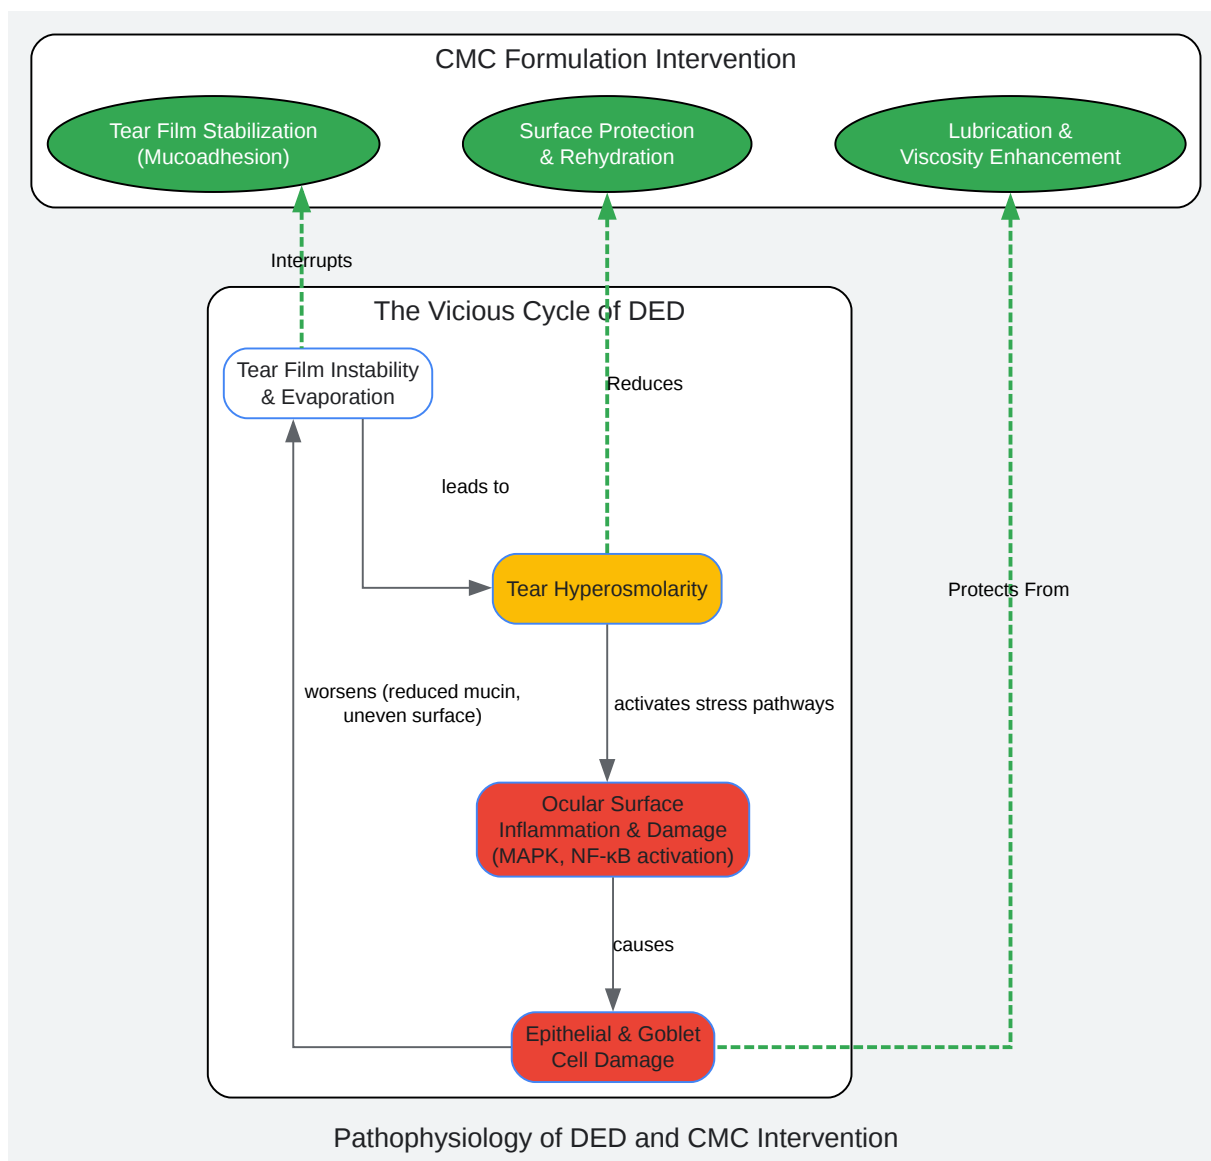 CMC Formulation Intervention
Tear Film Stabilization
(Mucoadhesion)
Surface Protection
& Rehydration
Lubrication &
Viscosity Enhancement
Interrupts
The Vicious Cycle of DED
Tear Film Instability
& Evaporation
Reduces
leads to
Tear Hyperosmolarity
Protects From
worsens (reduced mucin,
uneven surface)
activates stress pathways
Ocular Surface
Inflammation & Damage
(MAPK, NF-κB activation)
causes
Epithelial & Goblet
Cell Damage
Pathophysiology of DED and CMC Intervention